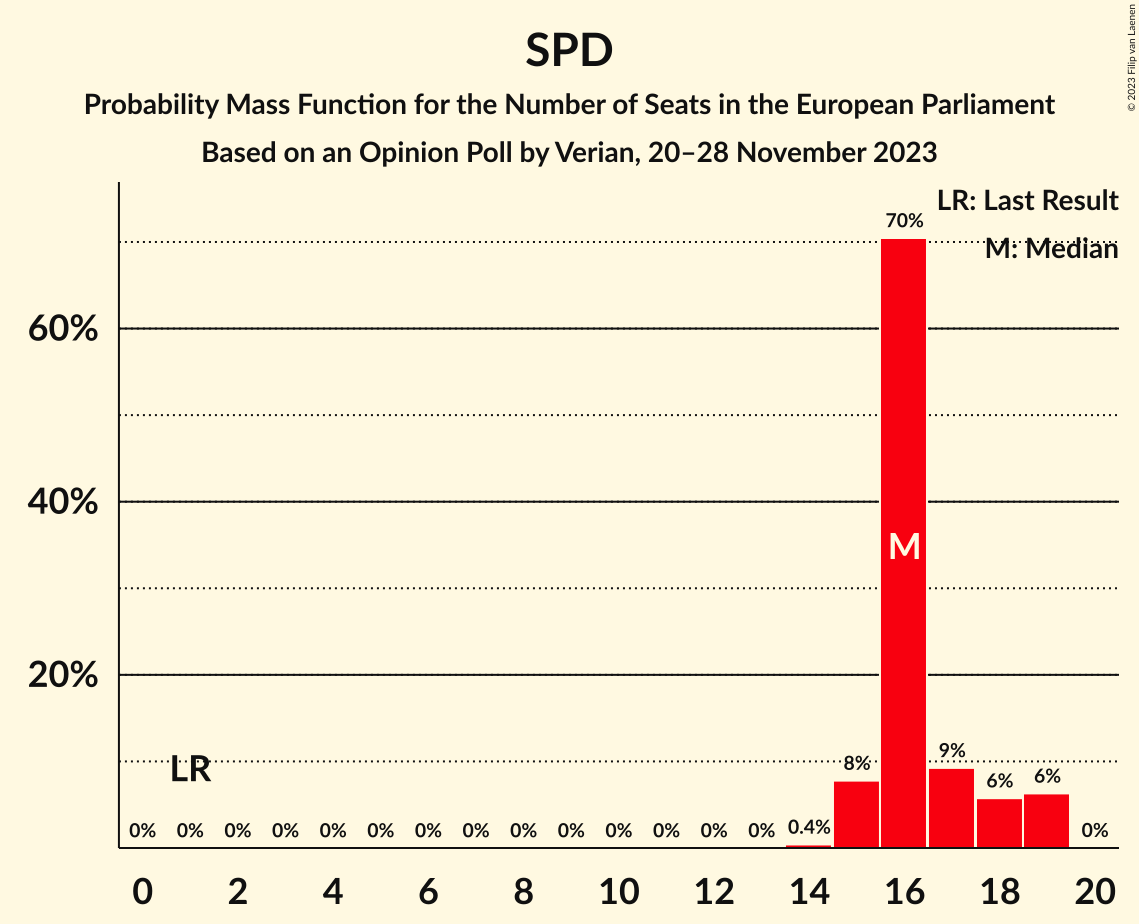 © 2023 Filip van Laenen
SPD
Probability Mass Function for the Number of Seats in the European Parliament
Based on an Opinion Poll by Verian, 20–28 November 2023
LR: Last Result
M: Median
70%
60%
40%
M
20%
LR
0% 0% 0% 0% 0% 0% 0% 0% 0% 0% 0% 0% 0% 0% 0.4% 8% 9% 6% 6% 0%
0 2 4 6 8 10 12 14 16 18 20